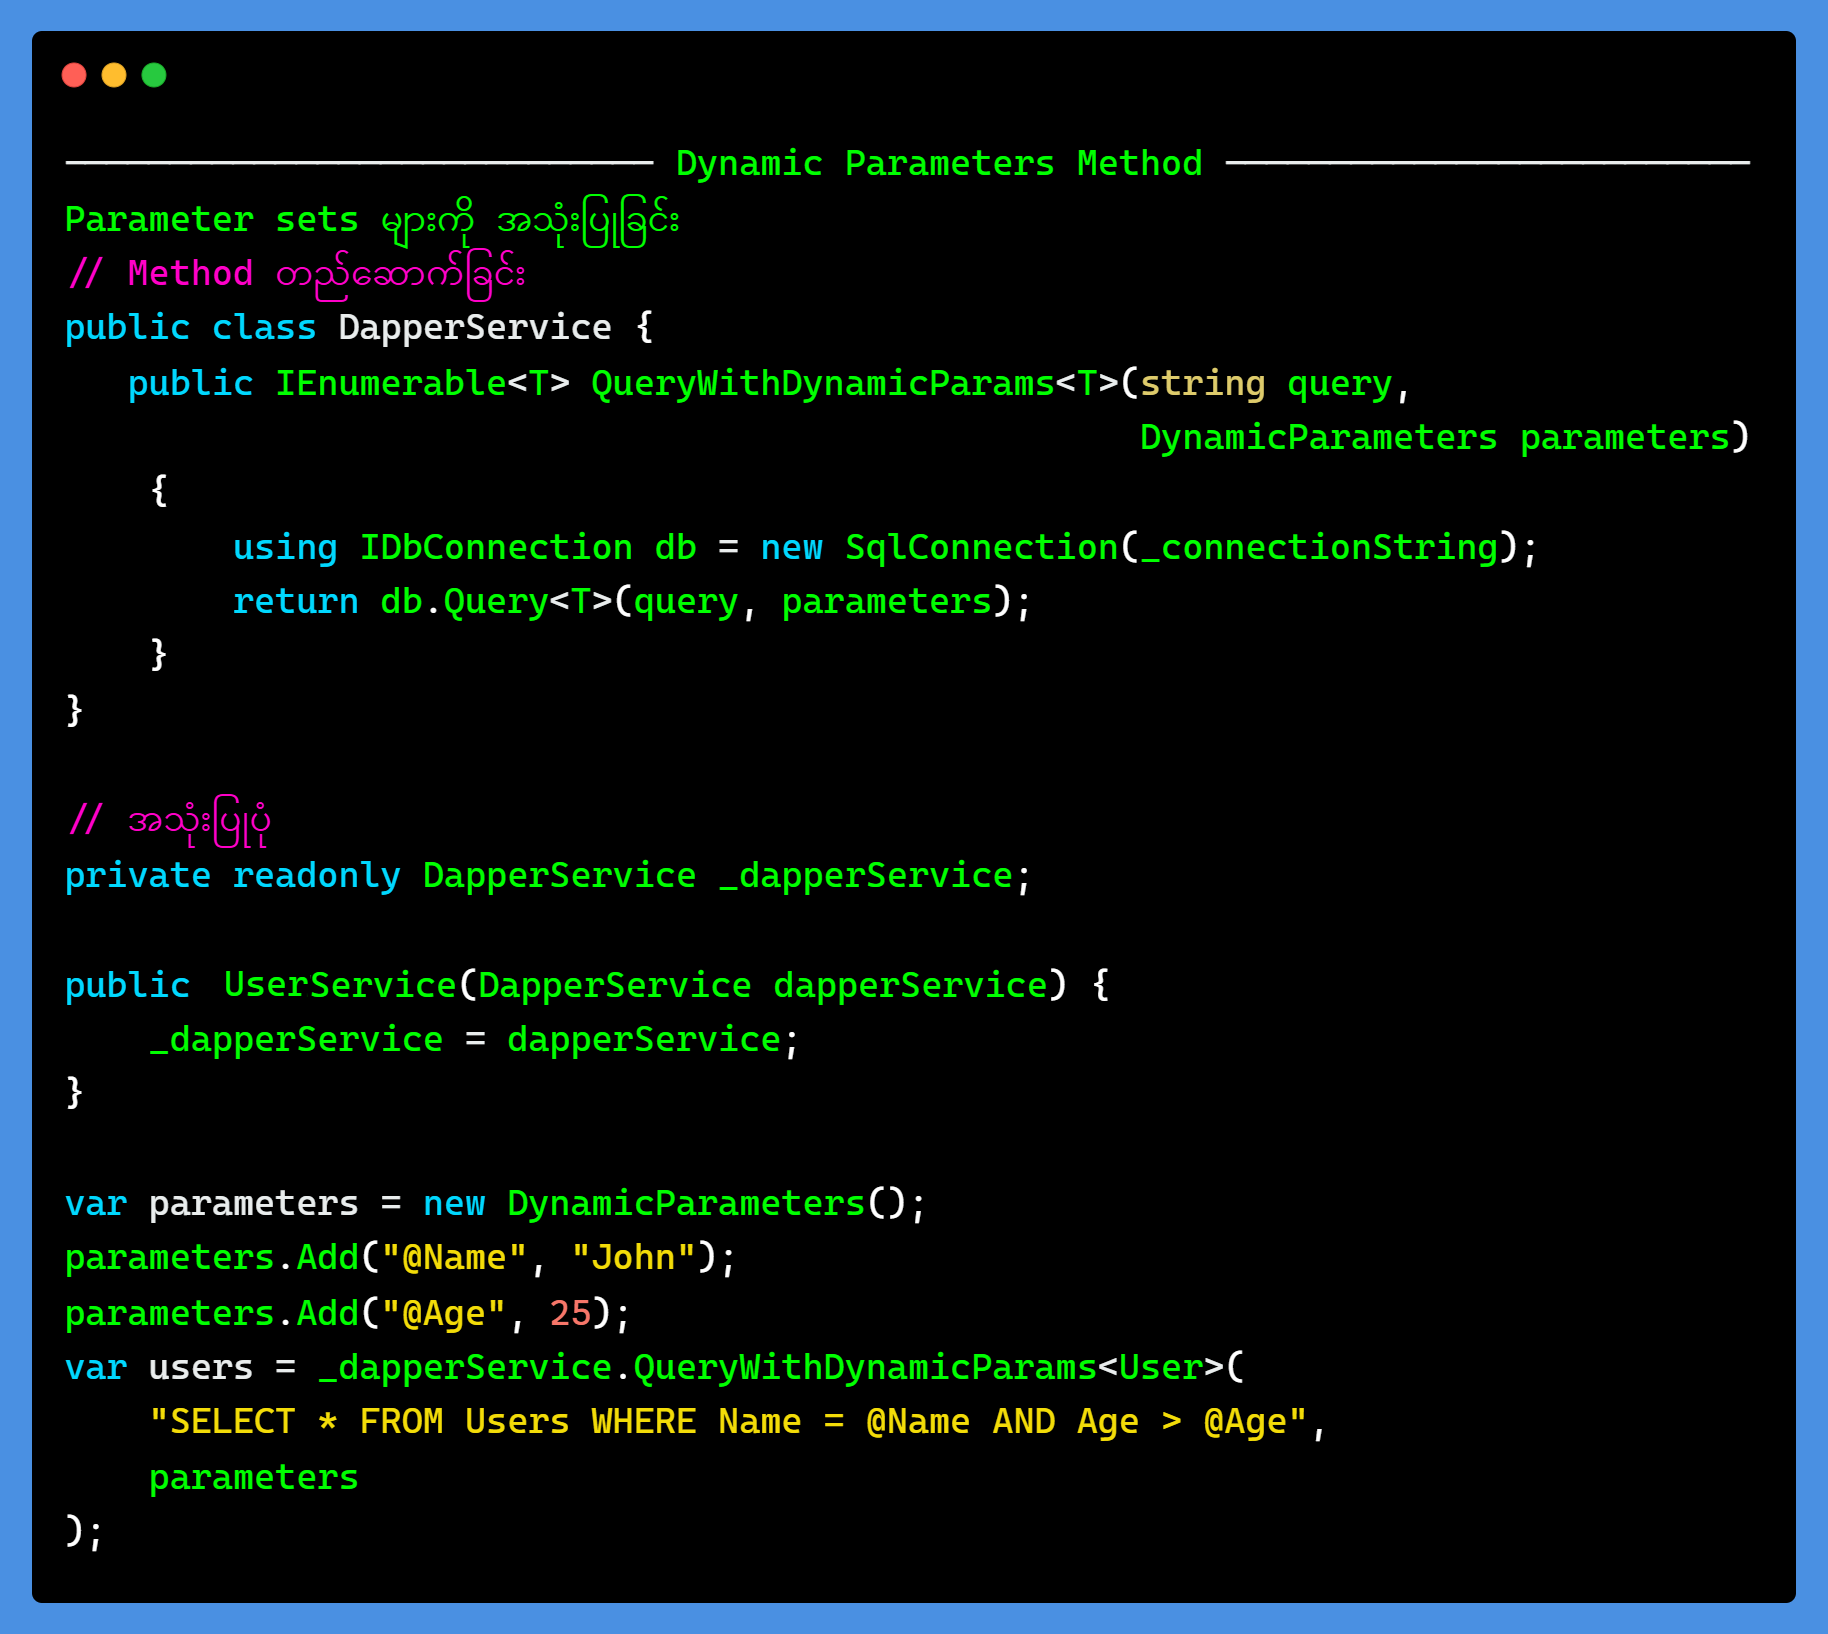 ─────────────────────────── Dynamic Parameters Method ────────────────────────
Parameter sets များကို အသုံးပြုခြင်း
// Method တည်ဆောက်ခြင်း
public class DapperService {
   public IEnumerable<T> QueryWithDynamicParams<T>(string query,
                                                   DynamicParameters parameters)
    {
        using IDbConnection db = new SqlConnection(_connectionString);
        return db.Query<T>(query, parameters);
    }
}
// အသုံးပြုပုံ
private readonly DapperService _dapperService;
public UserService(DapperService dapperService) {
    _dapperService = dapperService;
}
var parameters = new DynamicParameters();
parameters.Add("@Name", "John");
parameters.Add("@Age", 25);
var users = _dapperService.QueryWithDynamicParams<User>(
    "SELECT * FROM Users WHERE Name = @Name AND Age > @Age",
    parameters
);